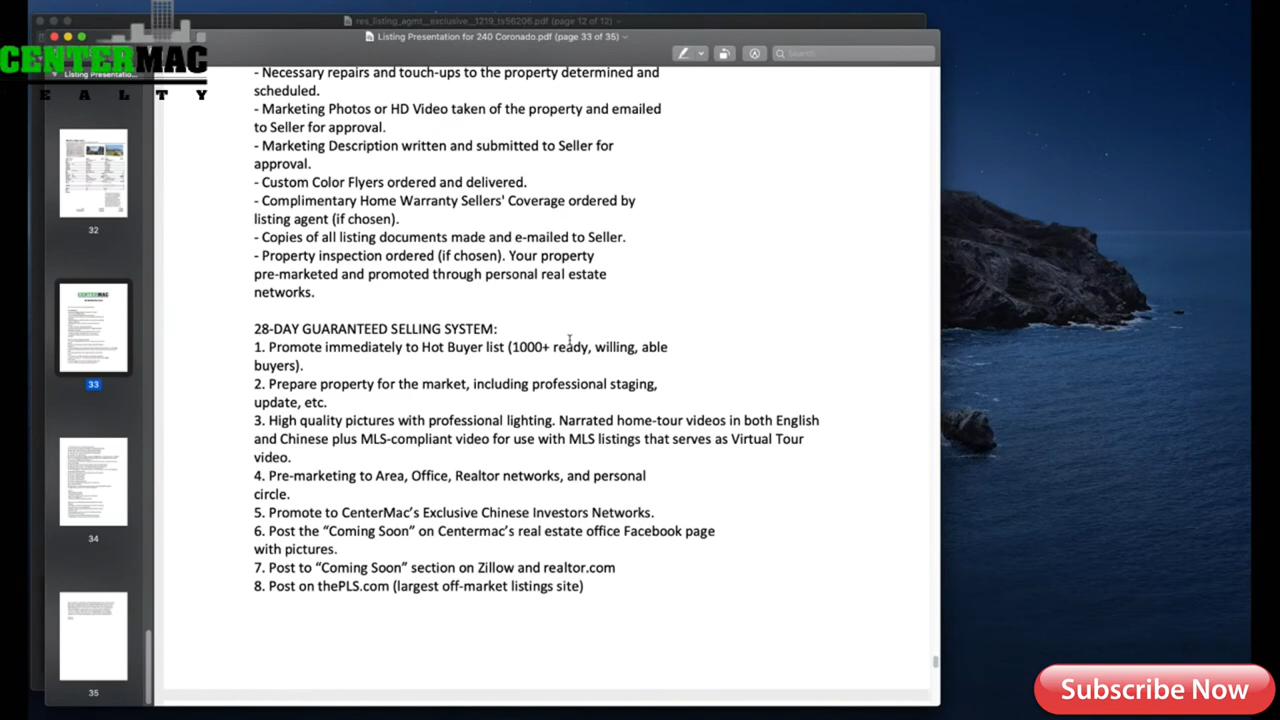 res_listing_agmt__exclusive_1219_ts56206.pdf (page 12 of 12)
Listing Presentation for 240 Coronado.pdf (page 33 of 35)
Search
CENTERMAC
REALTY
Listing Presentatio...
32
33
34
35
- Necessary repairs and touch-ups to the property determined and
scheduled.
- Marketing Photos or HD Video taken of the property and emailed
to Seller for approval.
- Marketing Description written and submitted to Seller for
approval.
- Custom Color Flyers ordered and delivered.
- Complimentary Home Warranty Sellers' Coverage ordered by
listing agent (if chosen).
- Copies of all listing documents made and e-mailed to Seller.
- Property inspection ordered (if chosen). Your property
pre-marketed and promoted through personal real estate
networks.
28-DAY GUARANTEED SELLING SYSTEM:
1. Promote immediately to Hot Buyer list (1000+ ready, willing, able
buyers).
2. Prepare property for the market, including professional staging,
update, etc.
3. High quality pictures with professional lighting. Narrated home-tour videos in both English
and Chinese plus MLS-compliant video for use with MLS listings that serves as Virtual Tour
video.
4. Pre-marketing to Area, Office, Realtor networks, and personal
circle.
5. Promote to CenterMac’s Exclusive Chinese Investors Networks.
6. Post the “Coming Soon” on Centermac’s real estate office Facebook page
with pictures.
7. Post to “Coming Soon” section on Zillow and realtor.com
8. Post on thePLS.com (largest off-market listings site)
Subscribe Now